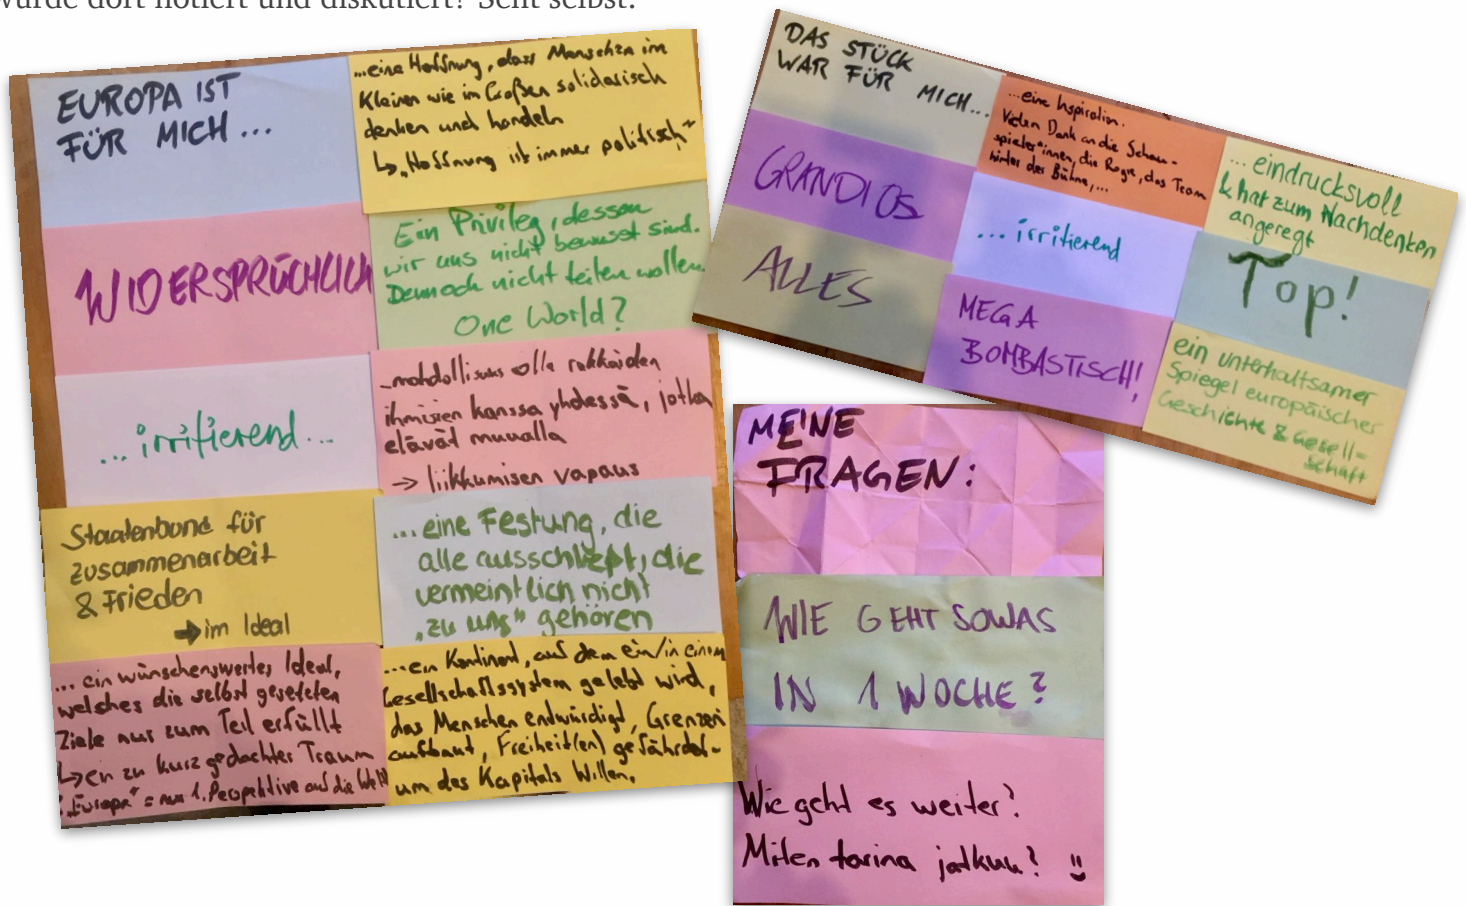 wurde dort notiert und diskutiert? Seht selbst:
EUROPA IST
FÜR MICH...
...eine Hoffnung, dass Menschen im
Kleinen wie im Großen solidarisch
denken und handeln
↳ „Hoffnung ist immer politisch"
WIDERSPRÜCHLICH
Ein Privileg, dessen
wir uns nicht bewusst sind.
Dennoch nicht teilen wollen.
One World?
...irritierend...
...mahdollisuus olla rakkaiden
ihmisten kanssa yhdessä, jotka
elävät muualla
→ liikkumisen vapaus
Staatenbund für
zusammenarbeit
& Frieden
→ im Ideal
...eine Festung, die
alle ausschließt, die
vermeintlich nicht
„zu uns" gehören
... ein wünschenswertes Ideal,
welches die selbst gesetzten
Ziele nur zum Teil erfüllt
↳ ein zu kurz gedachter Traum
„Europa" = nur 1. Perspektive auf die Welt
...ein Kontinent, auf dem ein/in einem
Gesellschaftssystem gelebt wird,
das Menschen entwürdigt, Grenzen
aufbaut, Freiheit(en) gefährdet -
um des Kapitals Willen.
DAS STÜCK
WAR FÜR MICH...
GRANDIOS
ALLES
...eine Inspiration.
Vielen Dank an die Schau-
spieler*innen, die Regie, das Team
hinter der Bühne,...
...irritierend
MEGA
BOMBASTISCH!
... eindrucksvoll
& hat zum Nachdenken
angeregt
Top!
ein unterhaltsamer
Spiegel europäischer
Geschichte & Gesell-
schaft
MEINE
FRAGEN:
WIE GEHT SOWAS
IN 1 WOCHE?
Wie geht es weiter?
Miten tarina jatkuu?